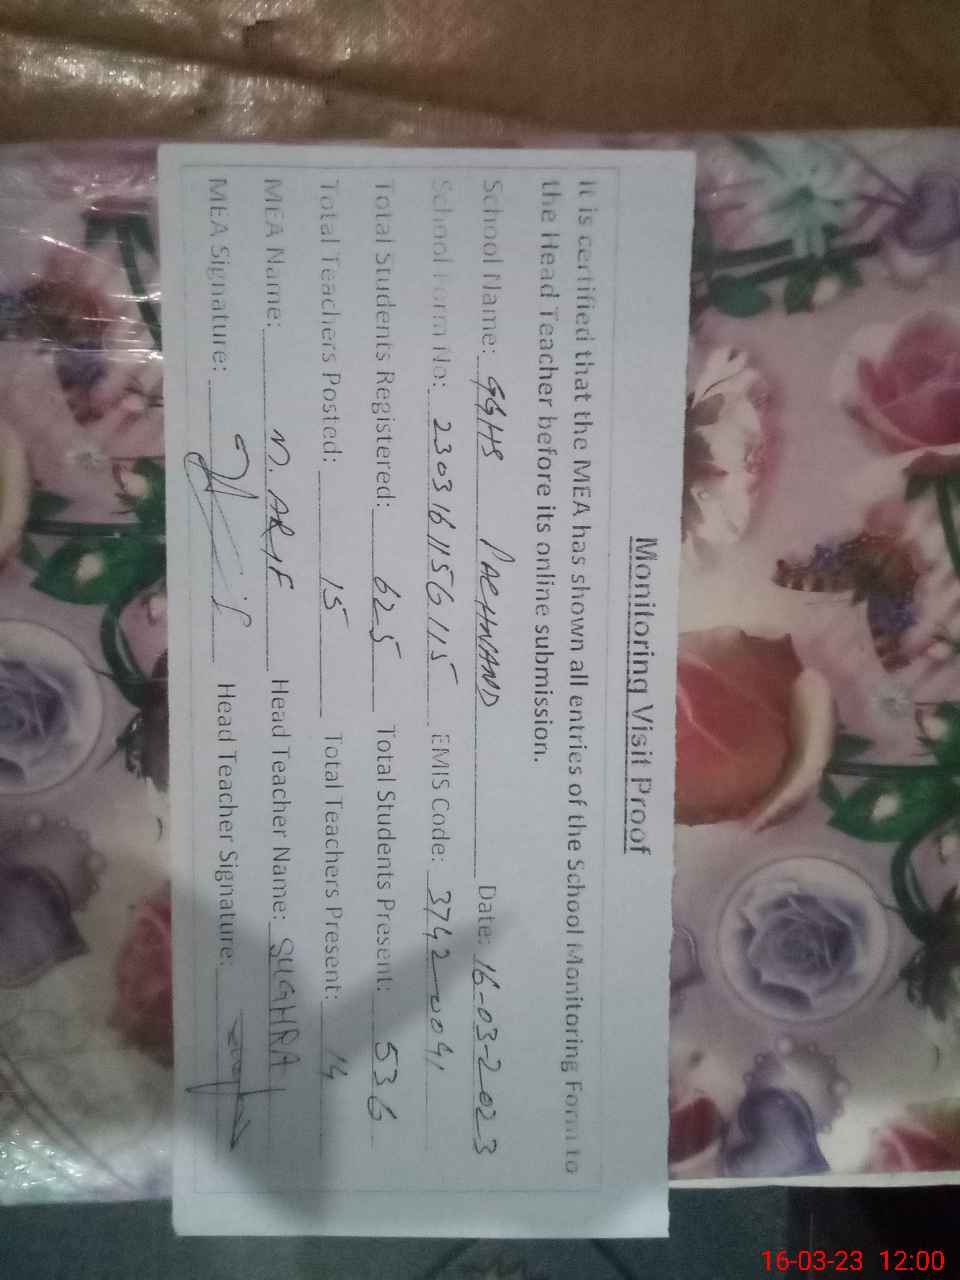 Monitoring Visit Proof
It is certified that the MEA has shown all entries of the School Monitoring Form to
the Head Teacher before its online submission.
School Name: GGHS PACHNAND Date: 16-03-2023
School Form No: 2303161156115 EMIS Code: 37420041
Total Students Registered: 625 Total Students Present: 536
Total Teachers Posted: 15 Total Teachers Present: 14
MEA Name: M. ARIF Head Teacher Name: SUGHRA
MEA Signature: Head Teacher Signature:
16-03-23 12:00